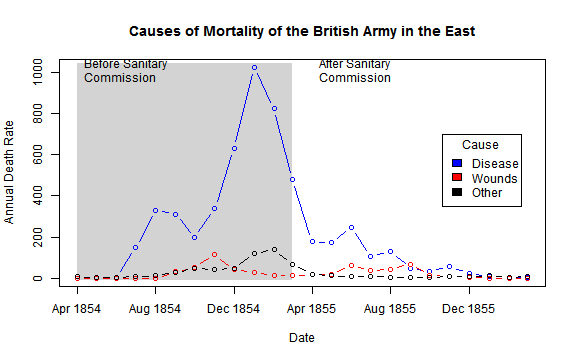 Causes of Mortality of the British Army in the East
Before Sanitary
Commission
After Sanitary
Commission
Annual Death Rate
1000
800
600
400
200
0
Cause
Disease
Wounds
Other
Apr 1854
Aug 1854
Dec 1854
Apr 1855
Aug 1855
Dec 1855
Date